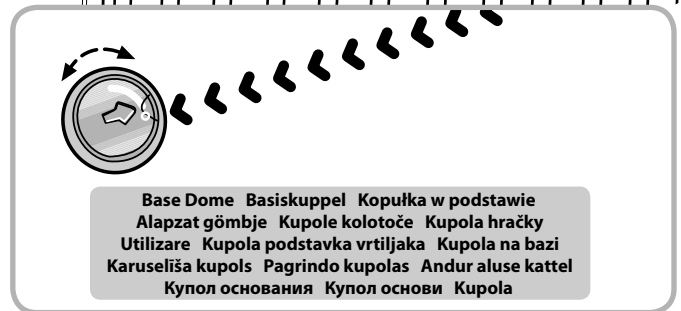 Base Dome Basiskuppel Kopułka w podstawie
Alapzat gömbje Kupole kolotoče Kupola hračky
Utilizare Kupola podstavka vrtiljaka Kupola na bazi
Karuselīša kupols Pagrindo kupolas Andur aluse kattel
Купол основания Купол основи Kupola